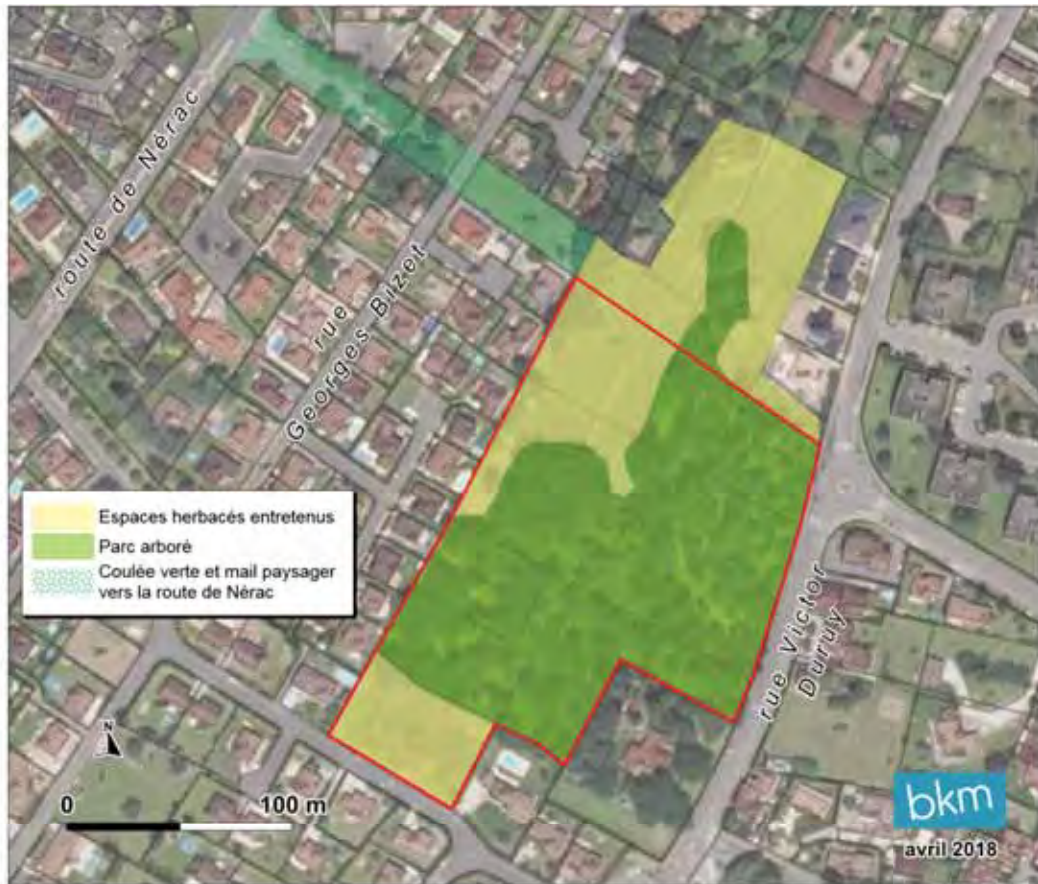 route de Nérac
rue
Georges Bizet
Espaces herbacés entretenus
Parc arboré
Coulée verte et mail paysager
vers la route de Nérac
rue Victor
Duruy
N
0 100 m
bkm
avril 2018